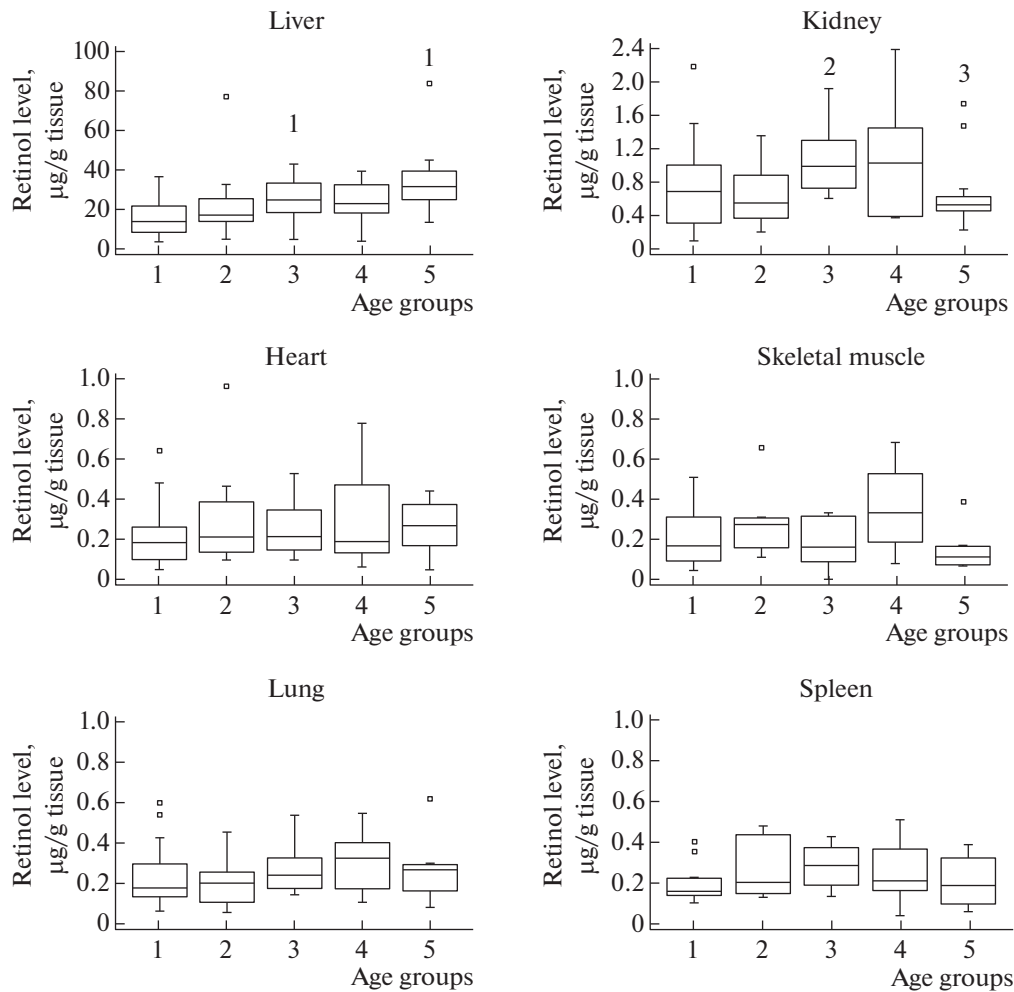 Liver
Retinol level,
µg/g tissue
100
80
60
40
20
0
1
1
1 2 3 4 5
Age groups
Kidney
Retinol level,
µg/g tissue
2.4
2.0
1.6
1.2
0.8
0.4
0
2
3
1 2 3 4 5
Age groups
Heart
Retinol level,
µg/g tissue
1.0
0.8
0.6
0.4
0.2
0
1 2 3 4 5
Age groups
Skeletal muscle
Retinol level,
µg/g tissue
1.0
0.8
0.6
0.4
0.2
0
1 2 3 4 5
Age groups
Lung
Retinol level,
µg/g tissue
1.0
0.8
0.6
0.4
0.2
0
1 2 3 4 5
Age groups
Spleen
Retinol level,
µg/g tissue
1.0
0.8
0.6
0.4
0.2
0
1 2 3 4 5
Age groups